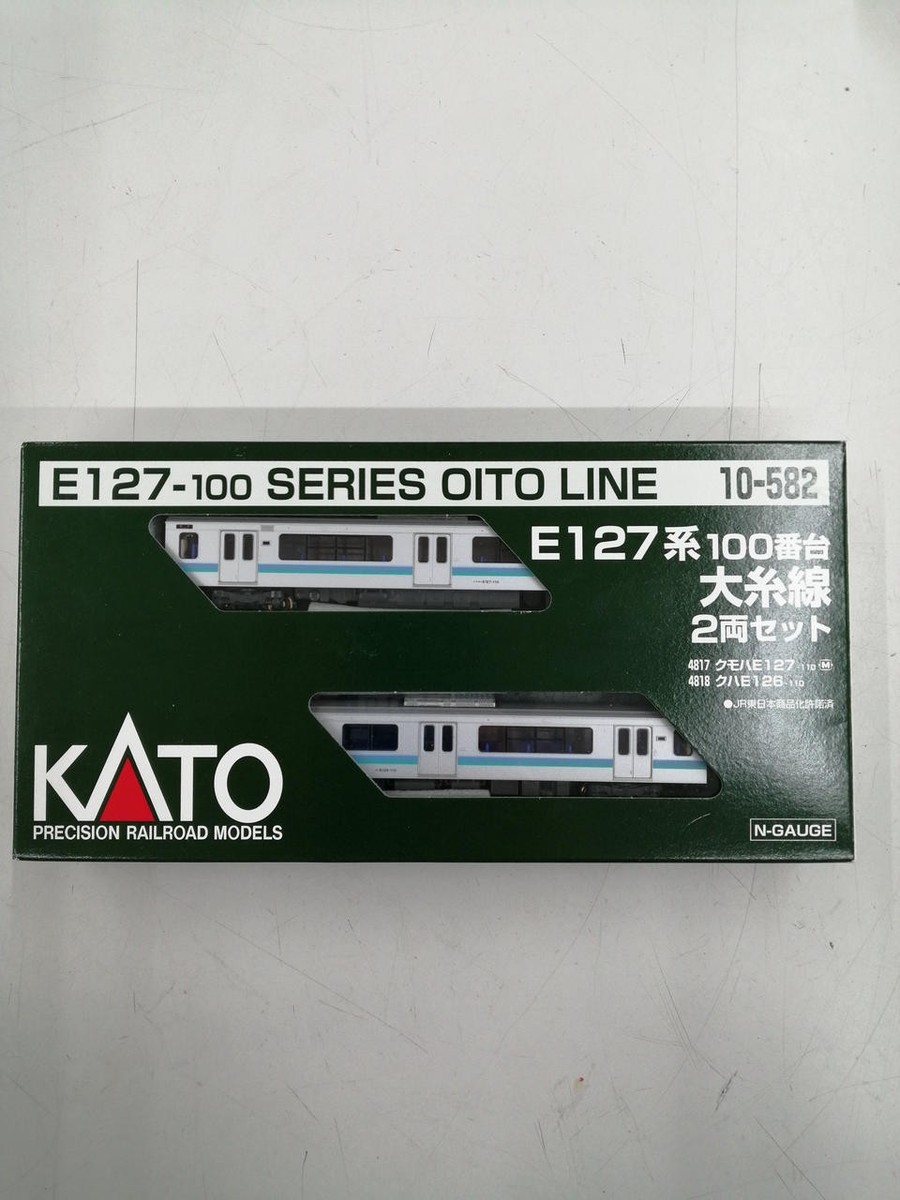 E127-100 SERIES OITO LINE 10-582
E127系 100番台
大糸線
2両セット
4817 クモハE127-110 Ⓜ
4818 クハE126-110
●JR東日本商品化許諾済
KATO
PRECISION RAILROAD MODELS
N-GAUGE